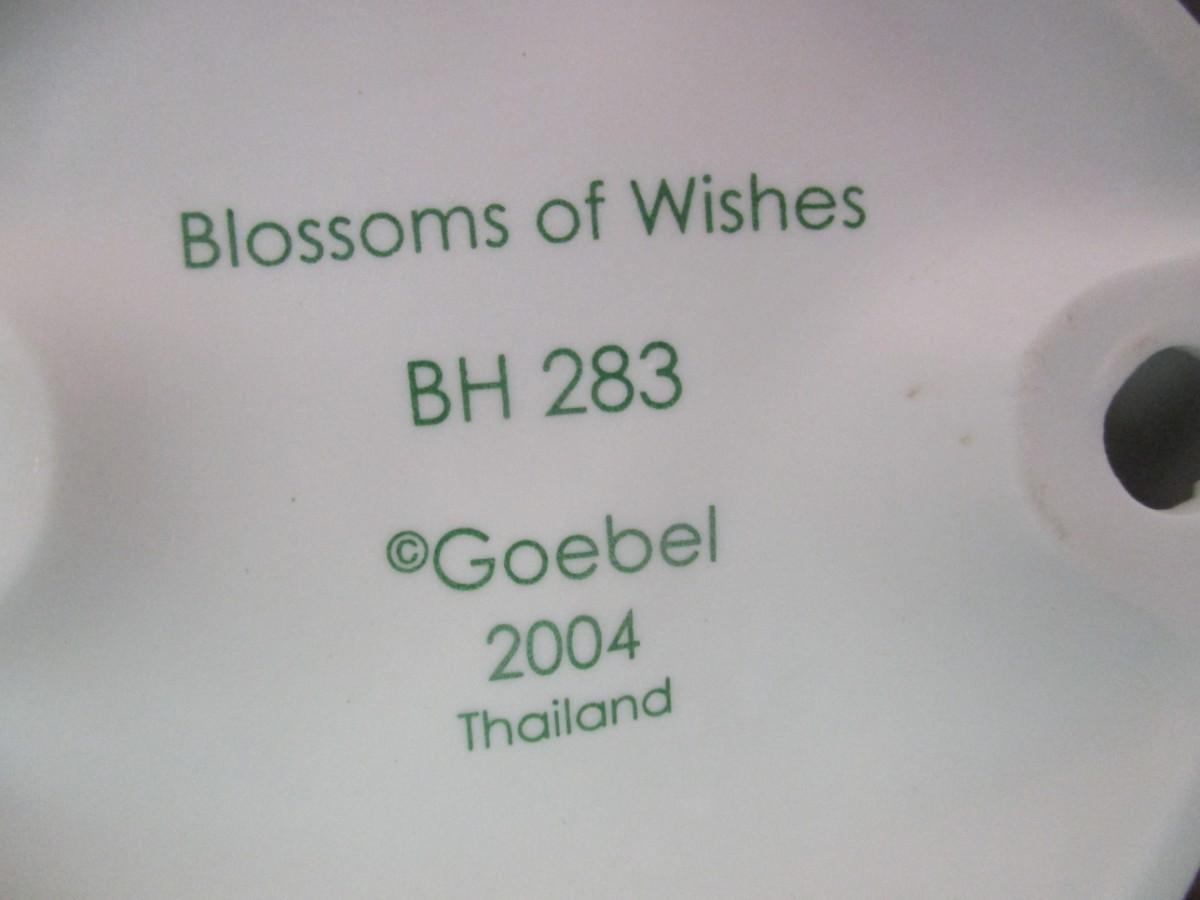 Blossoms of Wishes
BH 283
©Goebel
2004
Thailand